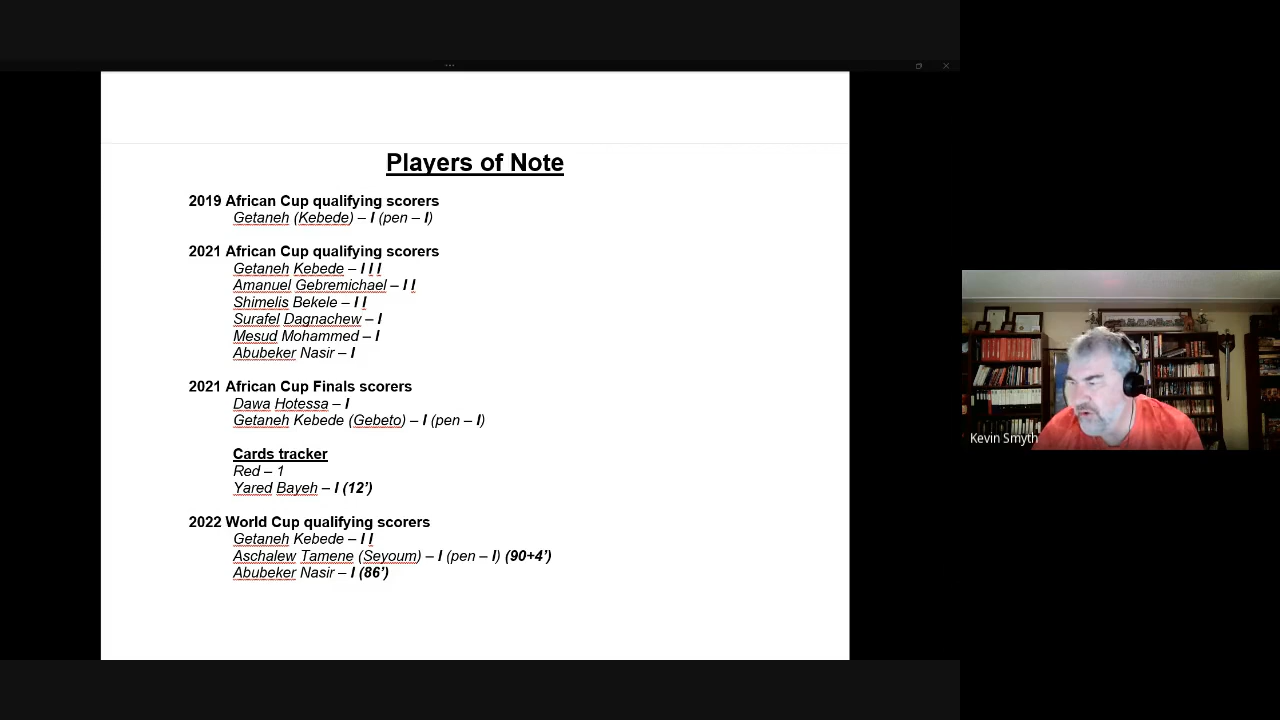 Players of Note
2019 African Cup qualifying scorers
Getaneh (Kebede) – I (pen – I)
2021 African Cup qualifying scorers
Getaneh Kebede – I I I
Amanuel Gebremichael – I I
Shimelis Bekele – I I
Surafel Dagnachew – I
Mesud Mohammed – I
Abubeker Nasir – I
2021 African Cup Finals scorers
Dawa Hotessa – I
Getaneh Kebede (Gebeto) – I (pen – I)
Cards tracker
Red – 1
Yared Bayeh – I (12’)
2022 World Cup qualifying scorers
Getaneh Kebede – I I
Aschalew Tamene (Seyoum) – I (pen – I) (90+4’)
Abubeker Nasir – I (86’)
Kevin Smyth